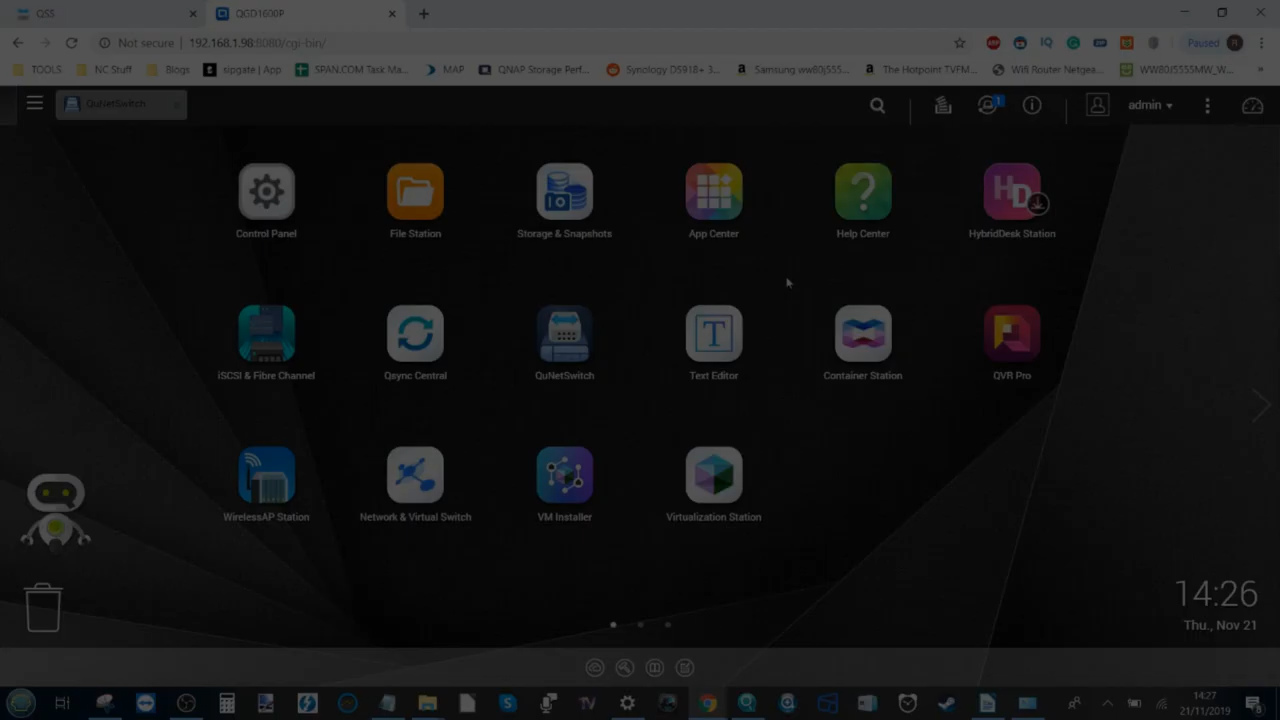 QSS
QGD1600P
Not secure | 192.168.1.98:8080/cgi-bin/
Paused
R
TOOLS
NC Stuff
Blogs
sipgate | App
SPAN.COM Task Ma...
MAP
QNAP Storage Perf...
Synology DS918+ 3...
Samsung ww80j555...
The Hotpoint TVFM...
Wifi Router Netgea...
WW80J5555MW_W...
»
QuNetSwitch
1
admin
Control Panel
File Station
Storage & Snapshots
App Center
Help Center
HD
HybridDesk Station
iSCSI & Fibre Channel
Qsync Central
QuNetSwitch
T
Text Editor
Container Station
QVR Pro
WirelessAP Station
Network & Virtual Switch
VM Installer
Virtualization Station
14:26
Thu., Nov 21
TV
14:27
21/11/2019
8